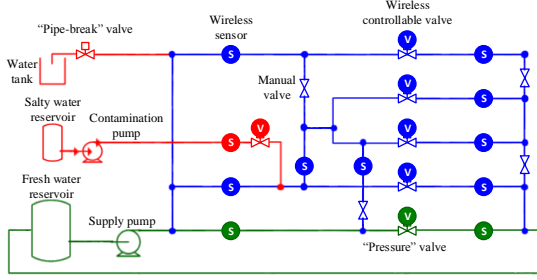 "Pipe-break" valve
Wireless
sensor
Wireless
controllable valve
Water
tank
Manual
valve
Salty water
reservoir
Contamination
pump
Fresh water
reservoir
Supply pump
"Pressure" valve
S
V
S
V
S
S
V
V
S
S
S
S
S
V
S
S
V
S